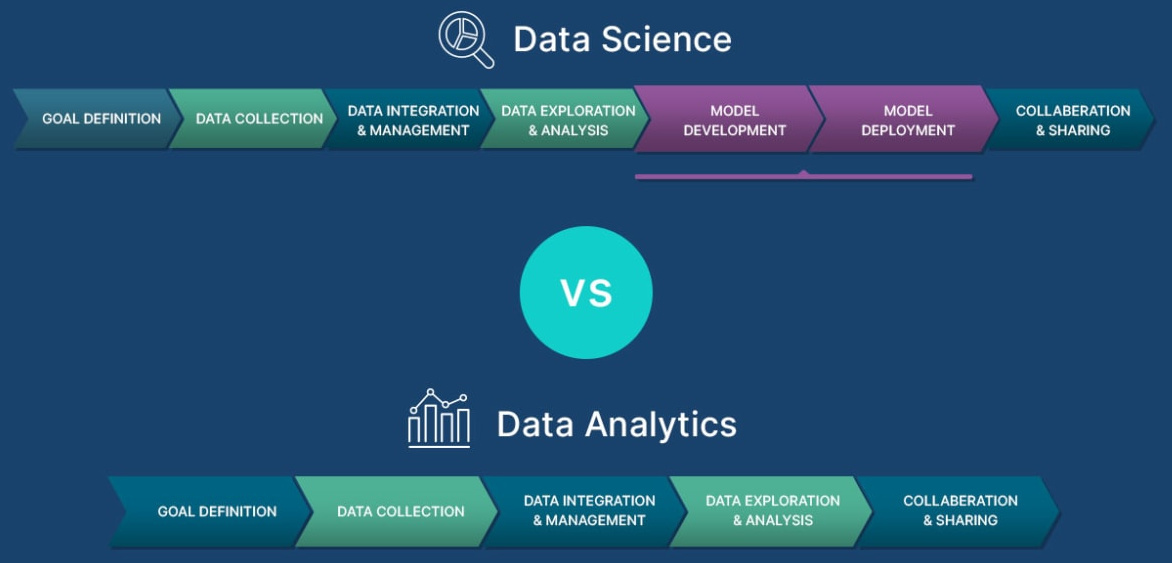 Data Science
GOAL DEFINITION
DATA COLLECTION
DATA INTEGRATION
& MANAGEMENT
DATA EXPLORATION
& ANALYSIS
MODEL
DEVELOPMENT
MODEL
DEPLOYMENT
COLLABERATION
& SHARING
VS
Data Analytics
GOAL DEFINITION
DATA COLLECTION
DATA INTEGRATION
& MANAGEMENT
DATA EXPLORATION
& ANALYSIS
COLLABERATION
& SHARING